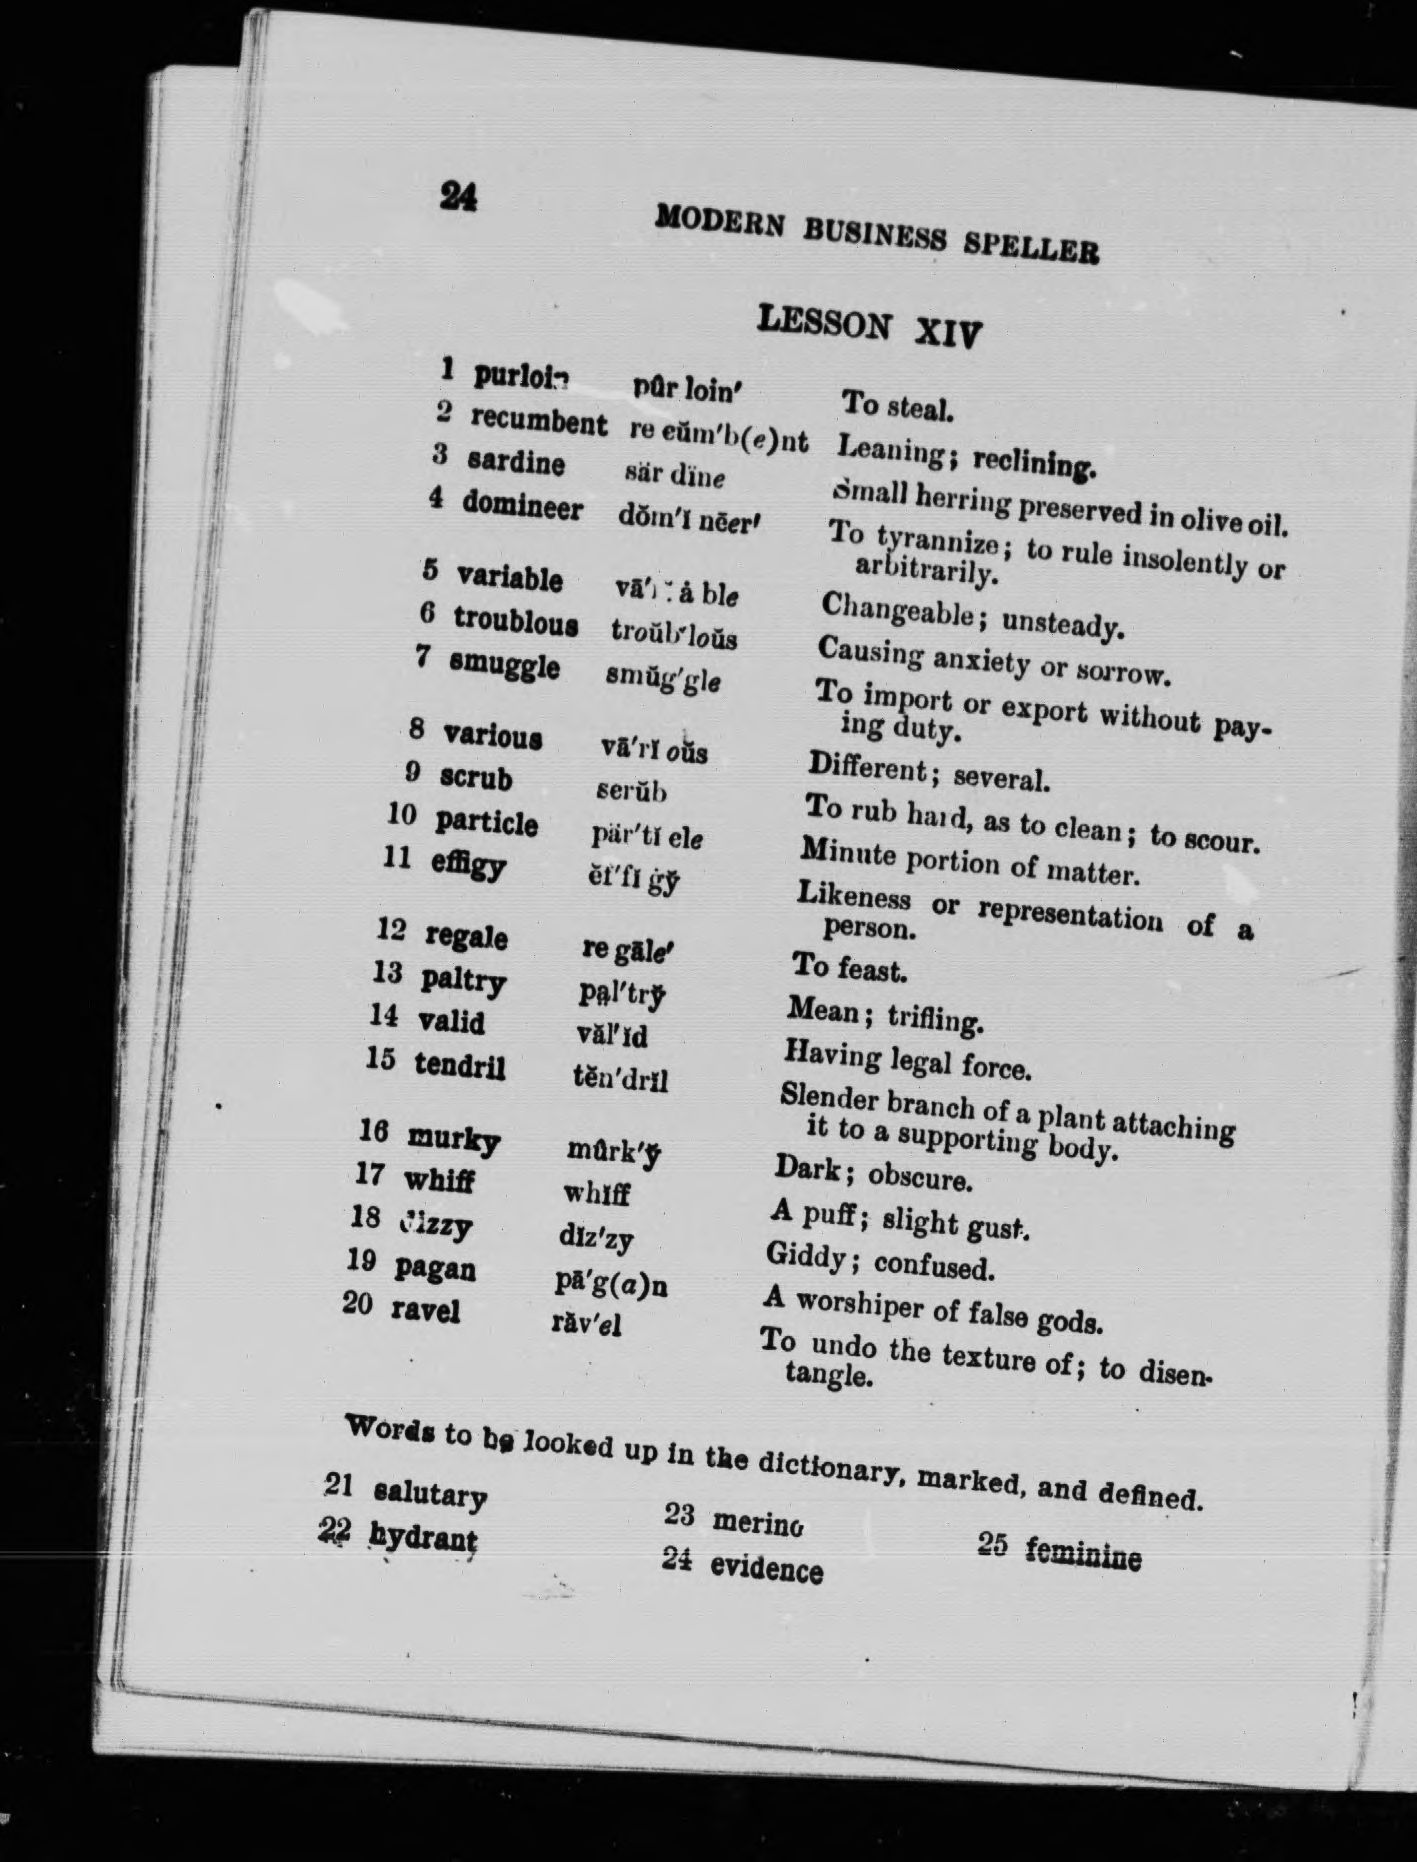 24
MODERN BUSINESS SPELLER
LESSON XIV
1 purloin pûr loin′ To steal.
2 recumbent re cŭm′b(e)nt Leaning; reclining.
3 sardine sär dïne Small herring preserved in olive oil.
4 domineer dŏm′ĭ nēer′ To tyrannize; to rule insolently or
arbitrarily.
5 variable Changeable; unsteady.
6 troublous troŭb′loŭs Causing anxiety or sorrow.
7 smuggle smŭg′gle To import or export without pay-
ing duty.
8 various vā′rĭ oŭs Different; several.
9 scrub scrŭb To rub hard, as to clean; to scour.
10 particle pär′tĭ cle Minute portion of matter.
11 effigy ĕf′fĭ ġy̆ Likeness or representation of a
person.
12 regale re gāle′ To feast.
13 paltry pa̤l′try̆ Mean; trifling.
14 valid văl′ĭd Having legal force.
15 tendril tĕn′drĭl Slender branch of a plant attaching
it to a supporting body.
16 murky mûrk′y̆ Dark; obscure.
17 whiff whĭff A puff; slight gust.
18 dizzy dĭz′zy Giddy; confused.
19 pagan pā′g(a)n A worshiper of false gods.
20 ravel răv′el To undo the texture of; to disen-
tangle.
Words to be looked up in the dictionary, marked, and defined.
21 salutary 23 merino 25 feminine
22 hydrant 24 evidence